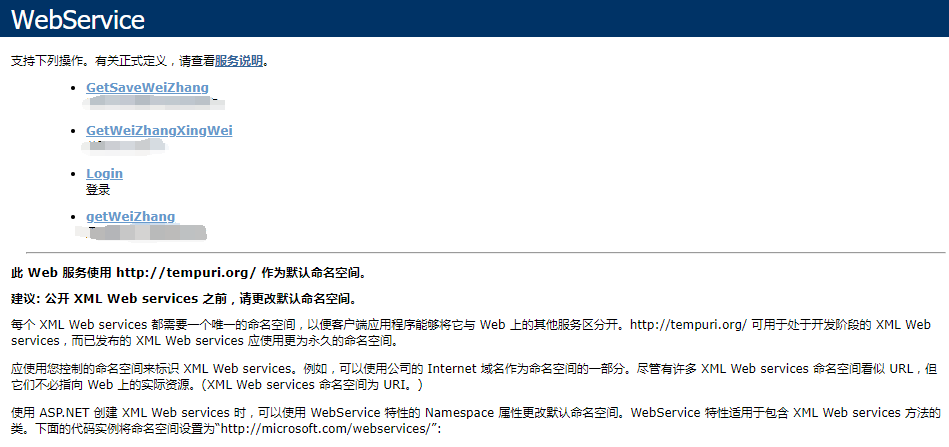 WebService
支持下列操作。有关正式定义，请查看服务说明。
GetSaveWeiZhang
GetWeiZhangXingWei
Login
登录
getWeiZhang
此 Web 服务使用 http://tempuri.org/ 作为默认命名空间。
建议: 公开 XML Web services 之前，请更改默认命名空间。
每个 XML Web services 都需要一个唯一的命名空间，以便客户端应用程序能够将它与 Web 上的其他服务区分开。http://tempuri.org/ 可用于处于开发阶段的 XML Web
services，而已发布的 XML Web services 应使用更为永久的命名空间。
应使用您控制的命名空间来标识 XML Web services。例如，可以使用公司的 Internet 域名作为命名空间的一部分。尽管有许多 XML Web services 命名空间看似 URL，但
它们不必指向 Web 上的实际资源。(XML Web services 命名空间为 URI。)
使用 ASP.NET 创建 XML Web services 时，可以使用 WebService 特性的 Namespace 属性更改默认命名空间。WebService 特性适用于包含 XML Web services 方法的
类。下面的代码实例将命名空间设置为“http://microsoft.com/webservices/”: